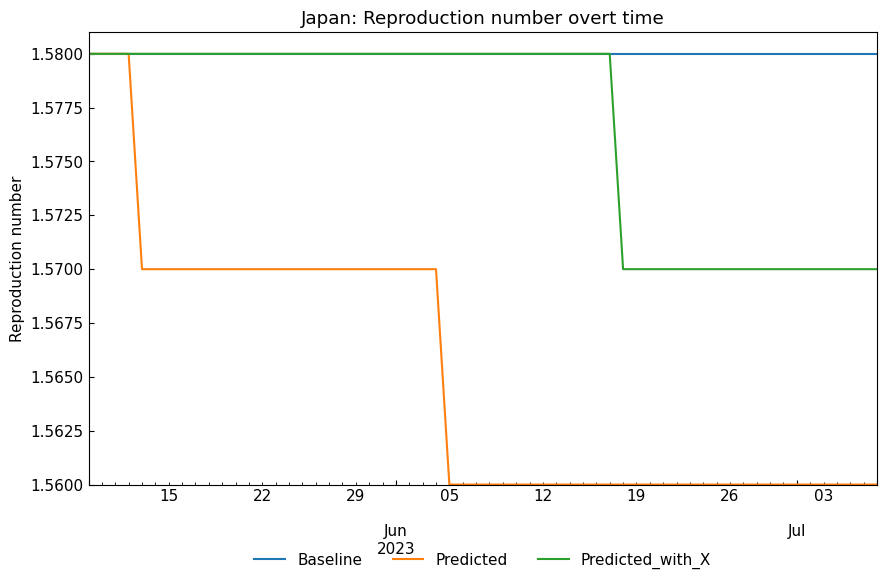 Japan: Reproduction number overt time
Reproduction number
1.5800
1.5775
1.5750
1.5725
1.5700
1.5675
1.5650
1.5625
1.5600
15 22 29 05 12 19 26 03
Jun Jul
2023
Baseline Predicted Predicted_with_X